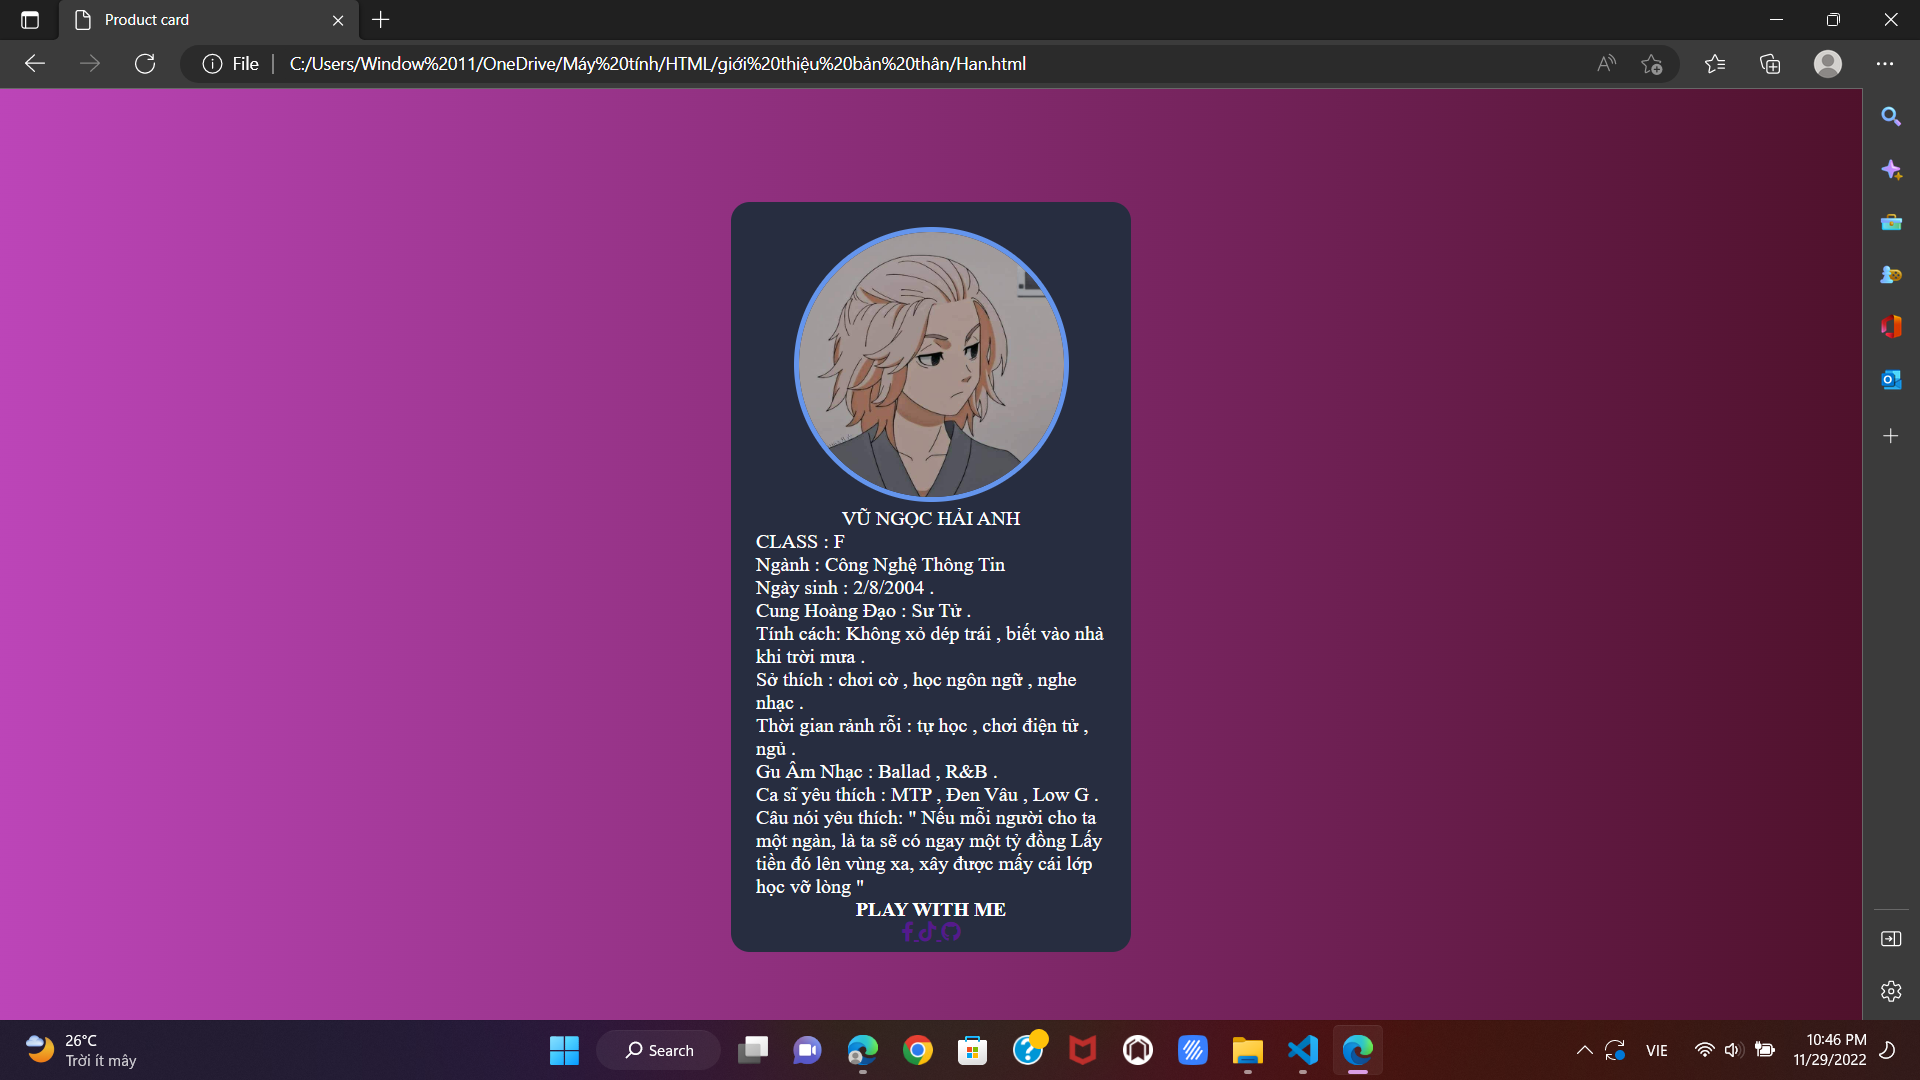 Product card
File
C:/Users/Window%2011/OneDrive/Máy%20tính/HTML/giới%20thiệu%20bản%20thân/Han.html
VŨ NGỌC HẢI ANH
CLASS : F
Ngành : Công Nghệ Thông Tin
Ngày sinh : 2/8/2004 .
Cung Hoàng Đạo : Sư Tử .
Tính cách: Không xỏ dép trái , biết vào nhà
khi trời mưa .
Sở thích : chơi cờ , học ngôn ngữ , nghe
nhạc .
Thời gian rảnh rỗi : tự học , chơi điện tử ,
ngủ .
Gu Âm Nhạc : Ballad , R&B .
Ca sĩ yêu thích : MTP , Đen Vâu , Low G .
Câu nói yêu thích: " Nếu mỗi người cho ta
một ngàn, là ta sẽ có ngay một tỷ đồng Lấy
tiền đó lên vùng xa, xây được mấy cái lớp
học vỡ lòng "
PLAY WITH ME
26°C
Trời ít mây
Search
VIE
10:46 PM
11/29/2022